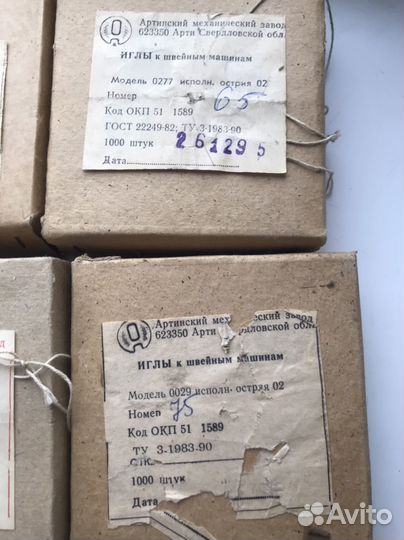 Артинский механический завод
623350 Арти Свердловской обл.
ИГЛЫ к швейным машинам
Модель 0277 исполн. острия 02
Номер 65
Код ОКП 51 1589
ГОСТ 22249-82; ТУ 3-1983-90
1000 штук 261295
Дата
Артинский механический завод
623350 Арти Свердловской обл.
ИГЛЫ к швейным машинам
Модель 0029 исполн. острия 02
Номер 75
Код ОКП 51 1589
ТУ 3-1983-90
1000 штук
Дата
Avito